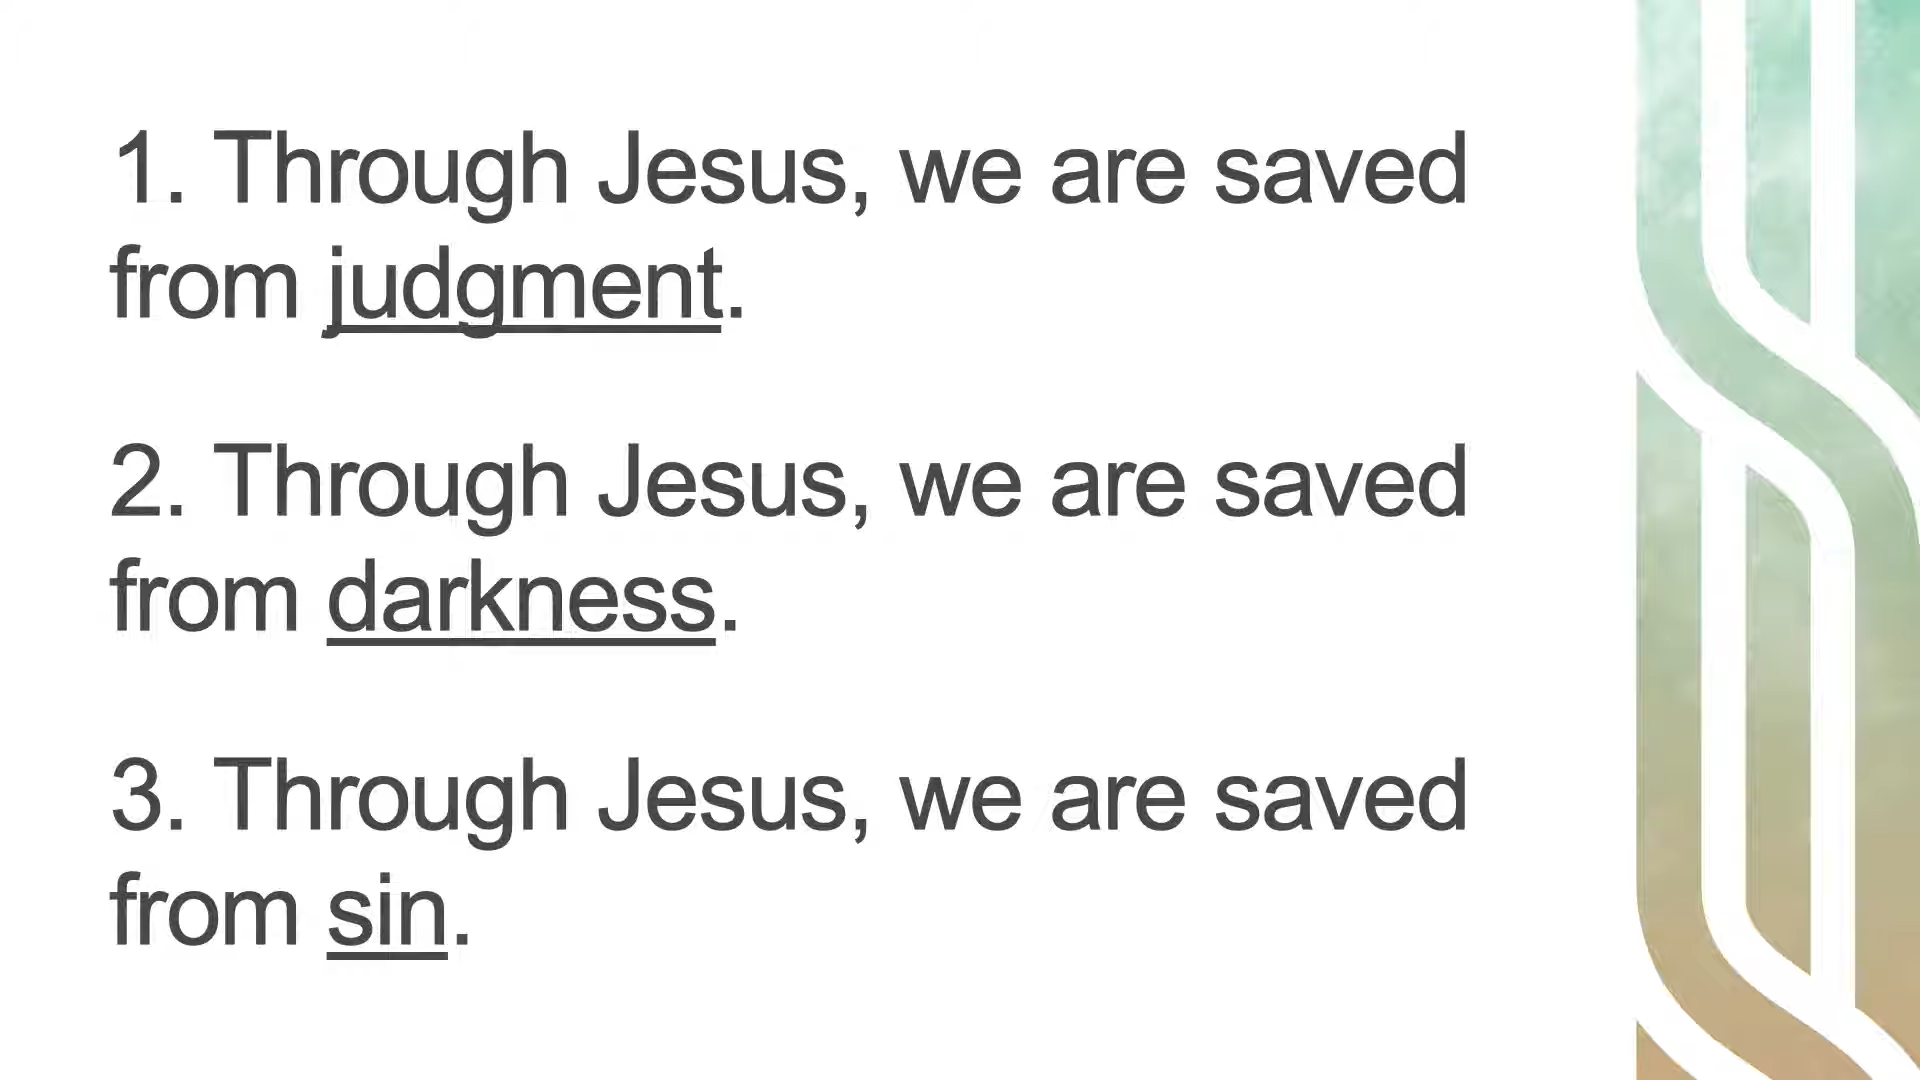 1. Through Jesus, we are saved
from judgment.
2. Through Jesus, we are saved
from darkness.
3. Through Jesus, we are saved
from sin.